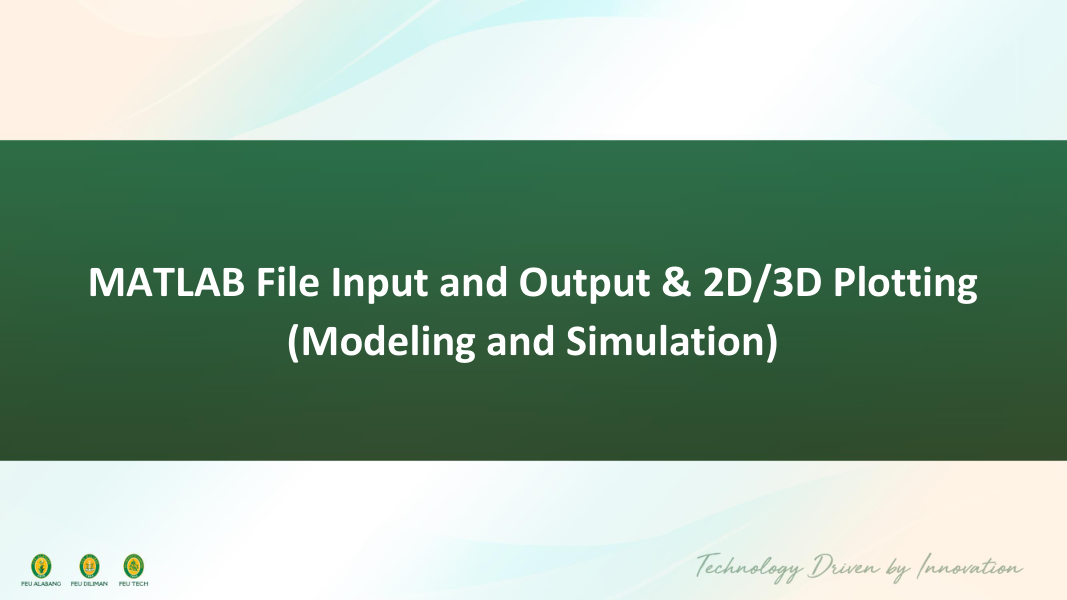 MATLAB File Input and Output & 2D/3D Plotting
(Modeling and Simulation)
FEU ALABANG FEU DILIMAN FEU TECH
Technology Driven by Innovation